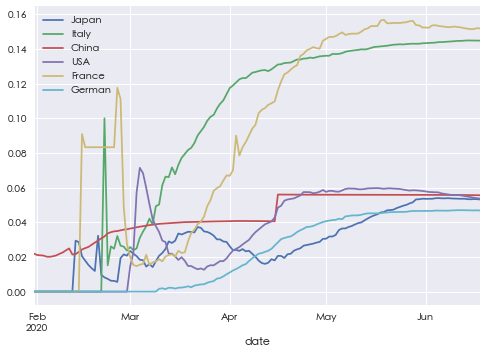 0.16
0.14
0.12
0.10
0.08
0.06
0.04
0.02
0.00
Japan
Italy
China
USA
France
German
Feb
2020
Mar
Apr
May
Jun
date